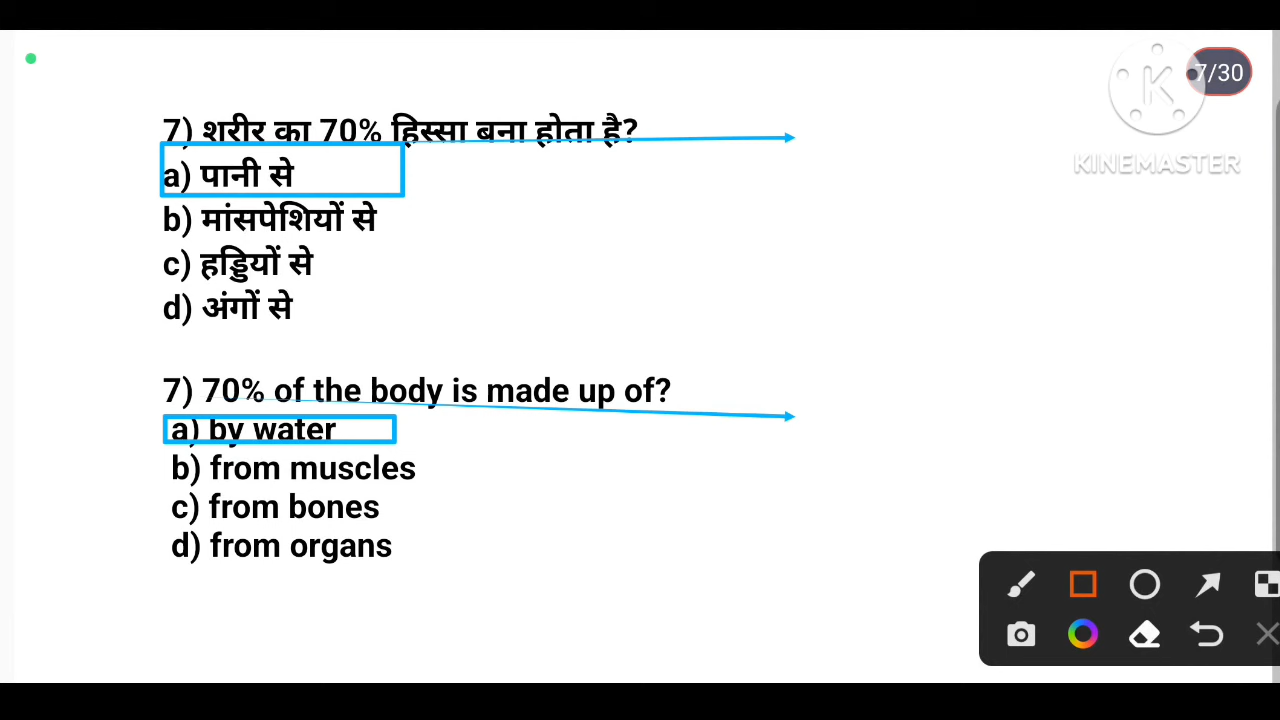 7/30
KINEMASTER
7) शरीर का 70% हिस्सा बना होता है?
a) पानी से
b) मांसपेशियों से
c) हड्डियों से
d) अंगों से
7) 70% of the body is made up of?
a) by water
b) from muscles
c) from bones
d) from organs